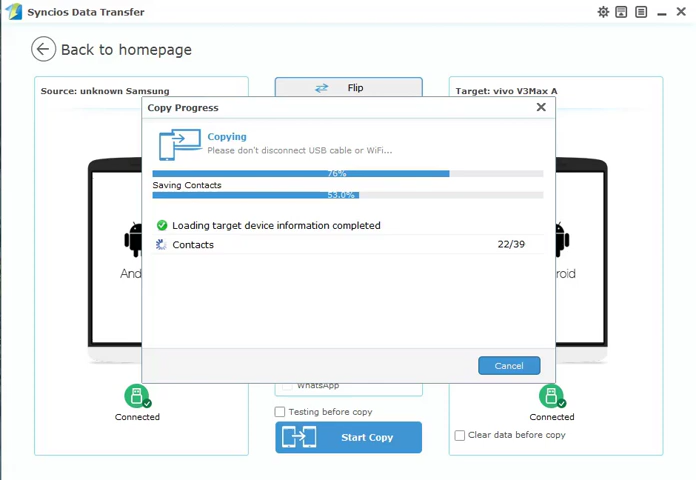 Syncios Data Transfer
Back to homepage
Source: unknown Samsung
Flip
Target: vivo V3Max A
Copy Progress
Copying
Please don't disconnect USB cable or WiFi...
76%
Saving Contacts
53.0%
Loading target device information completed
Contacts 22/39
And
roid
Cancel
WhatsApp
Connected
Connected
Testing before copy
Start Copy
Clear data before copy